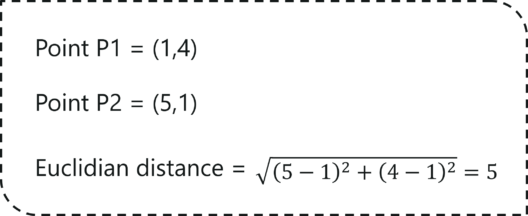 Point P1 = (1,4)
Point P2 = (5,1)
Euclidian distance = √(5 − 1)² + (4 − 1)² = 5